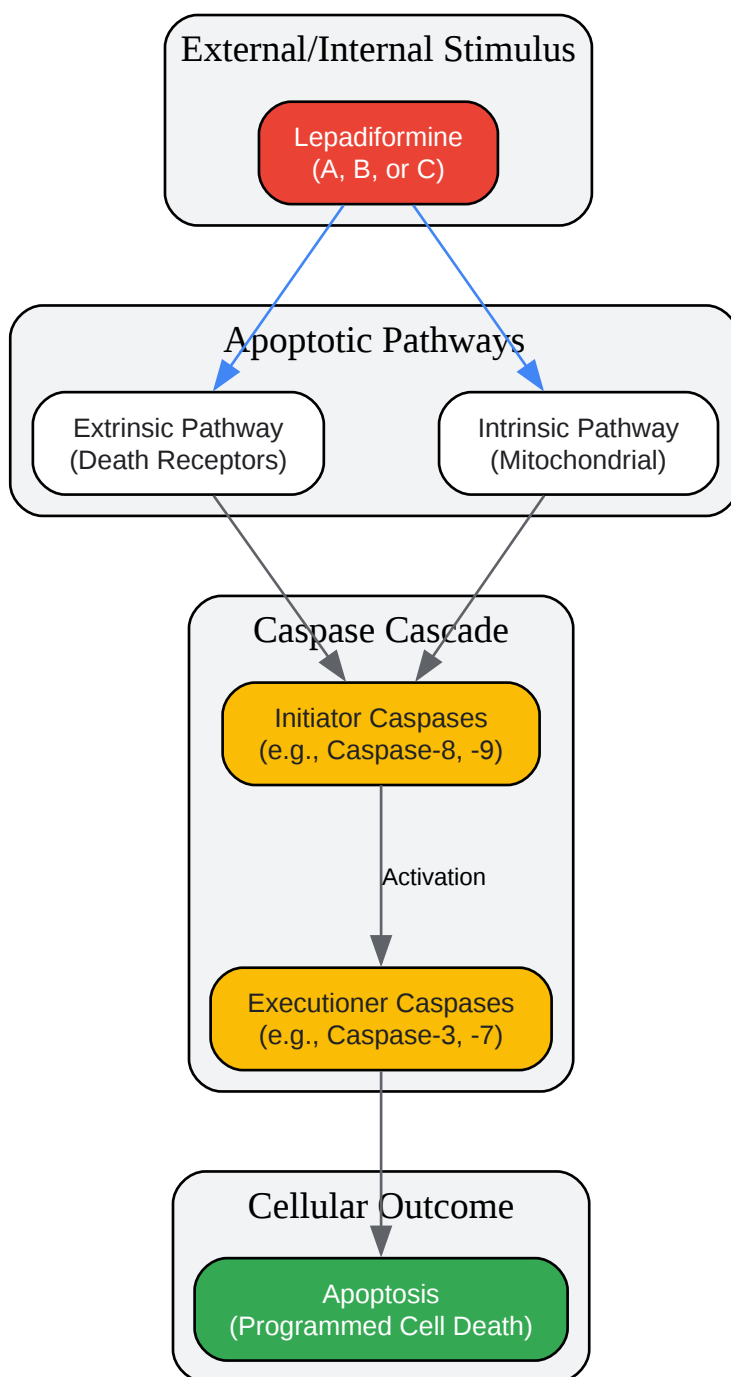 External/Internal Stimulus
Lepadiformine
(A, B, or C)
Apoptotic Pathways
Extrinsic Pathway
(Death Receptors)
Intrinsic Pathway
(Mitochondrial)
Caspase Cascade
Initiator Caspases
(e.g., Caspase-8, -9)
Activation
Executioner Caspases
(e.g., Caspase-3, -7)
Cellular Outcome
Apoptosis
(Programmed Cell Death)